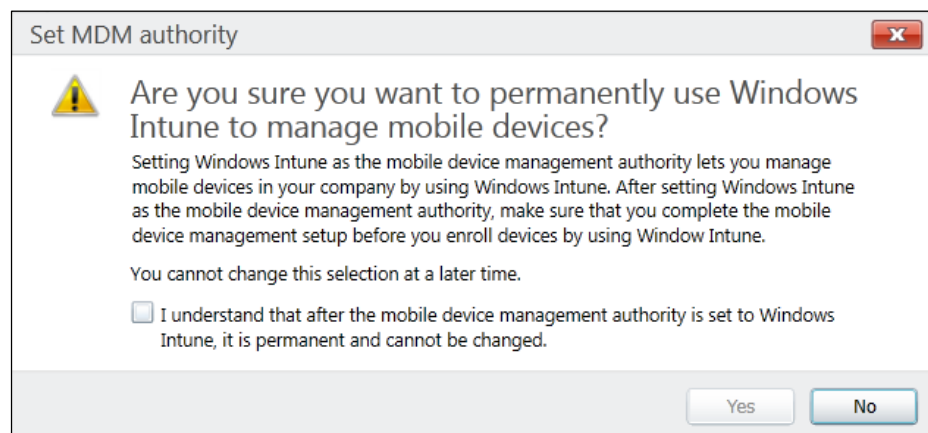 Set MDM authority
Are you sure you want to permanently use Windows
Intune to manage mobile devices?
Setting Windows Intune as the mobile device management authority lets you manage
mobile devices in your company by using Windows Intune. After setting Windows Intune
as the mobile device management authority, make sure that you complete the mobile
device management setup before you enroll devices by using Window Intune.
You cannot change this selection at a later time.
I understand that after the mobile device management authority is set to Windows
Intune, it is permanent and cannot be changed.
Yes No